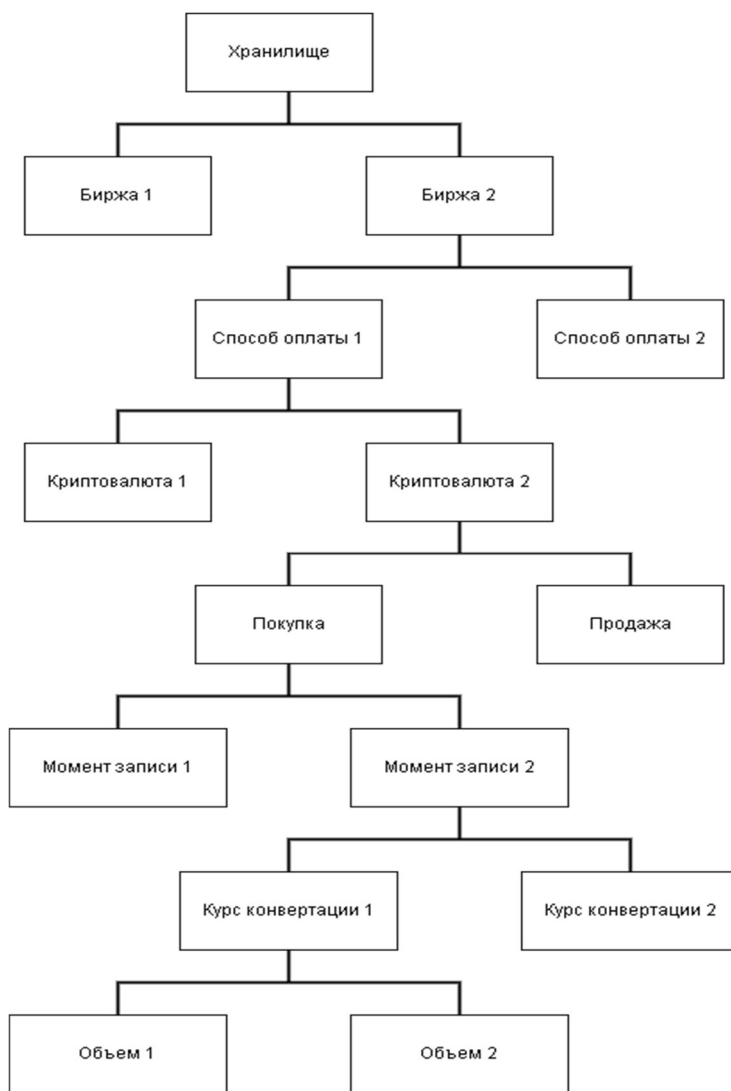 Хранилище
Биржа 1
Биржа 2
Способ оплаты 1
Способ оплаты 2
Криптовалюта 1
Криптовалюта 2
Покупка
Продажа
Момент записи 1
Момент записи 2
Курс конвертации 1
Курс конвертации 2
Объем 1
Объем 2